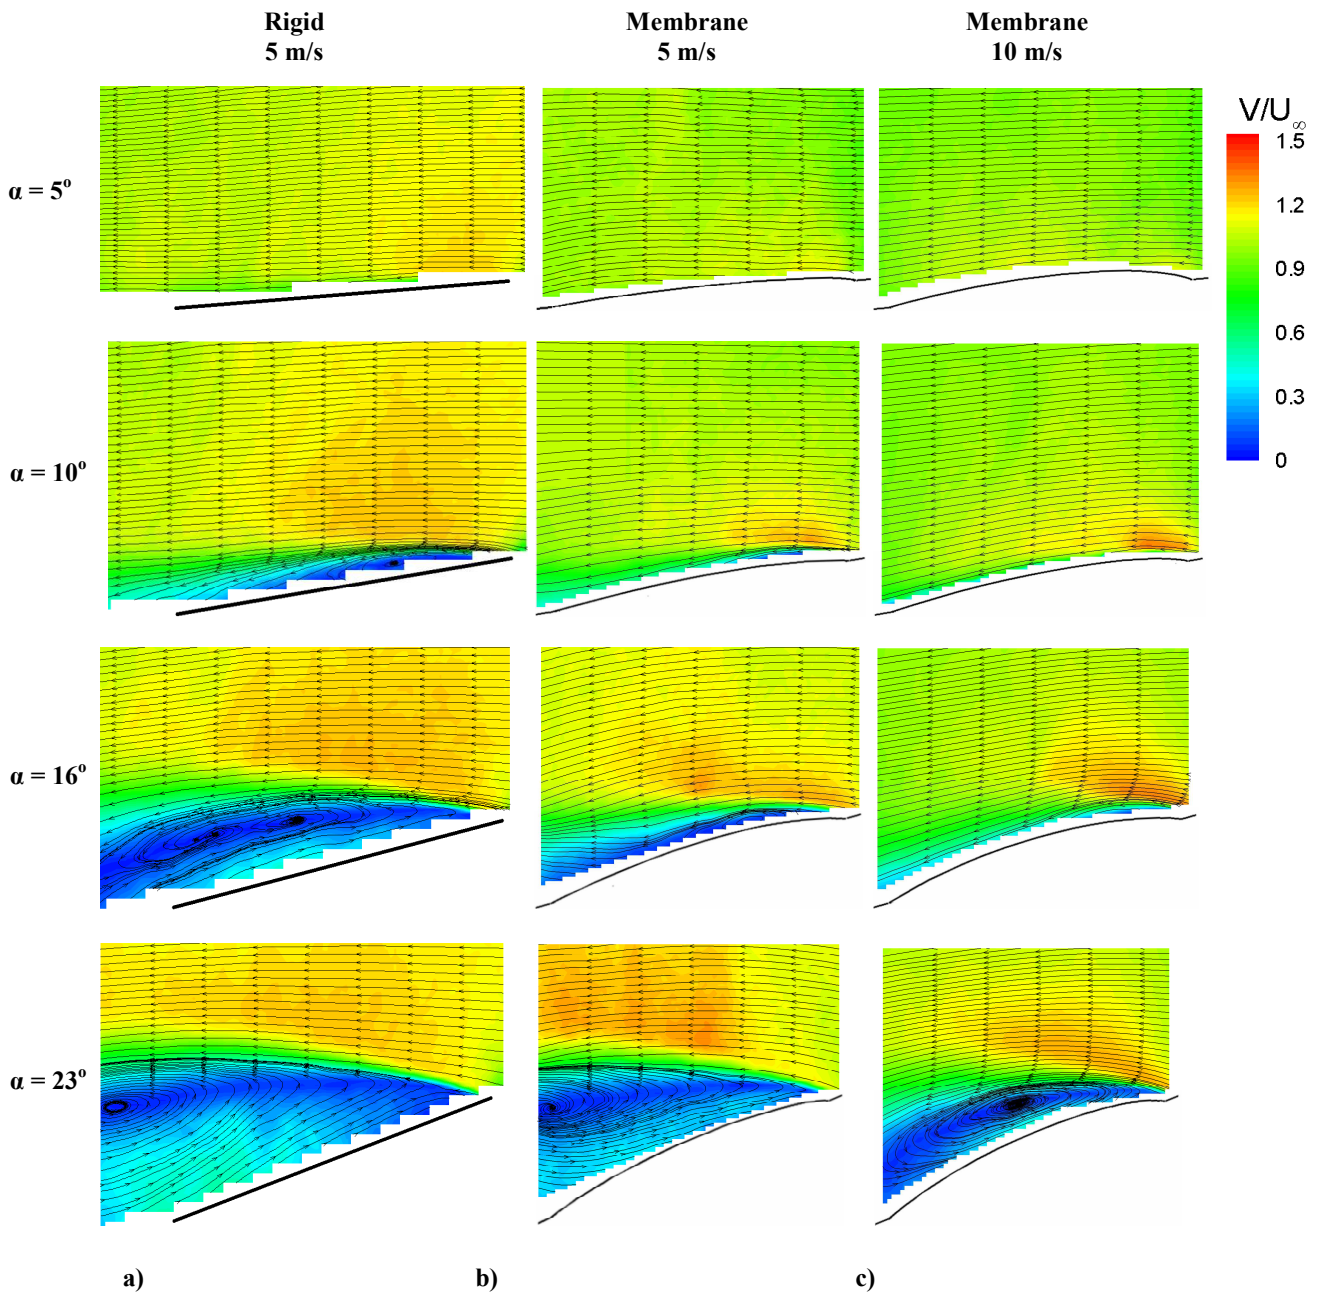 Rigid
5 m/s
Membrane
5 m/s
Membrane
10 m/s
V/U∞
1.5
1.2
0.9
0.6
0.3
0
α = 5°
α = 10°
α = 16°
α = 23°
a)
b)
c)